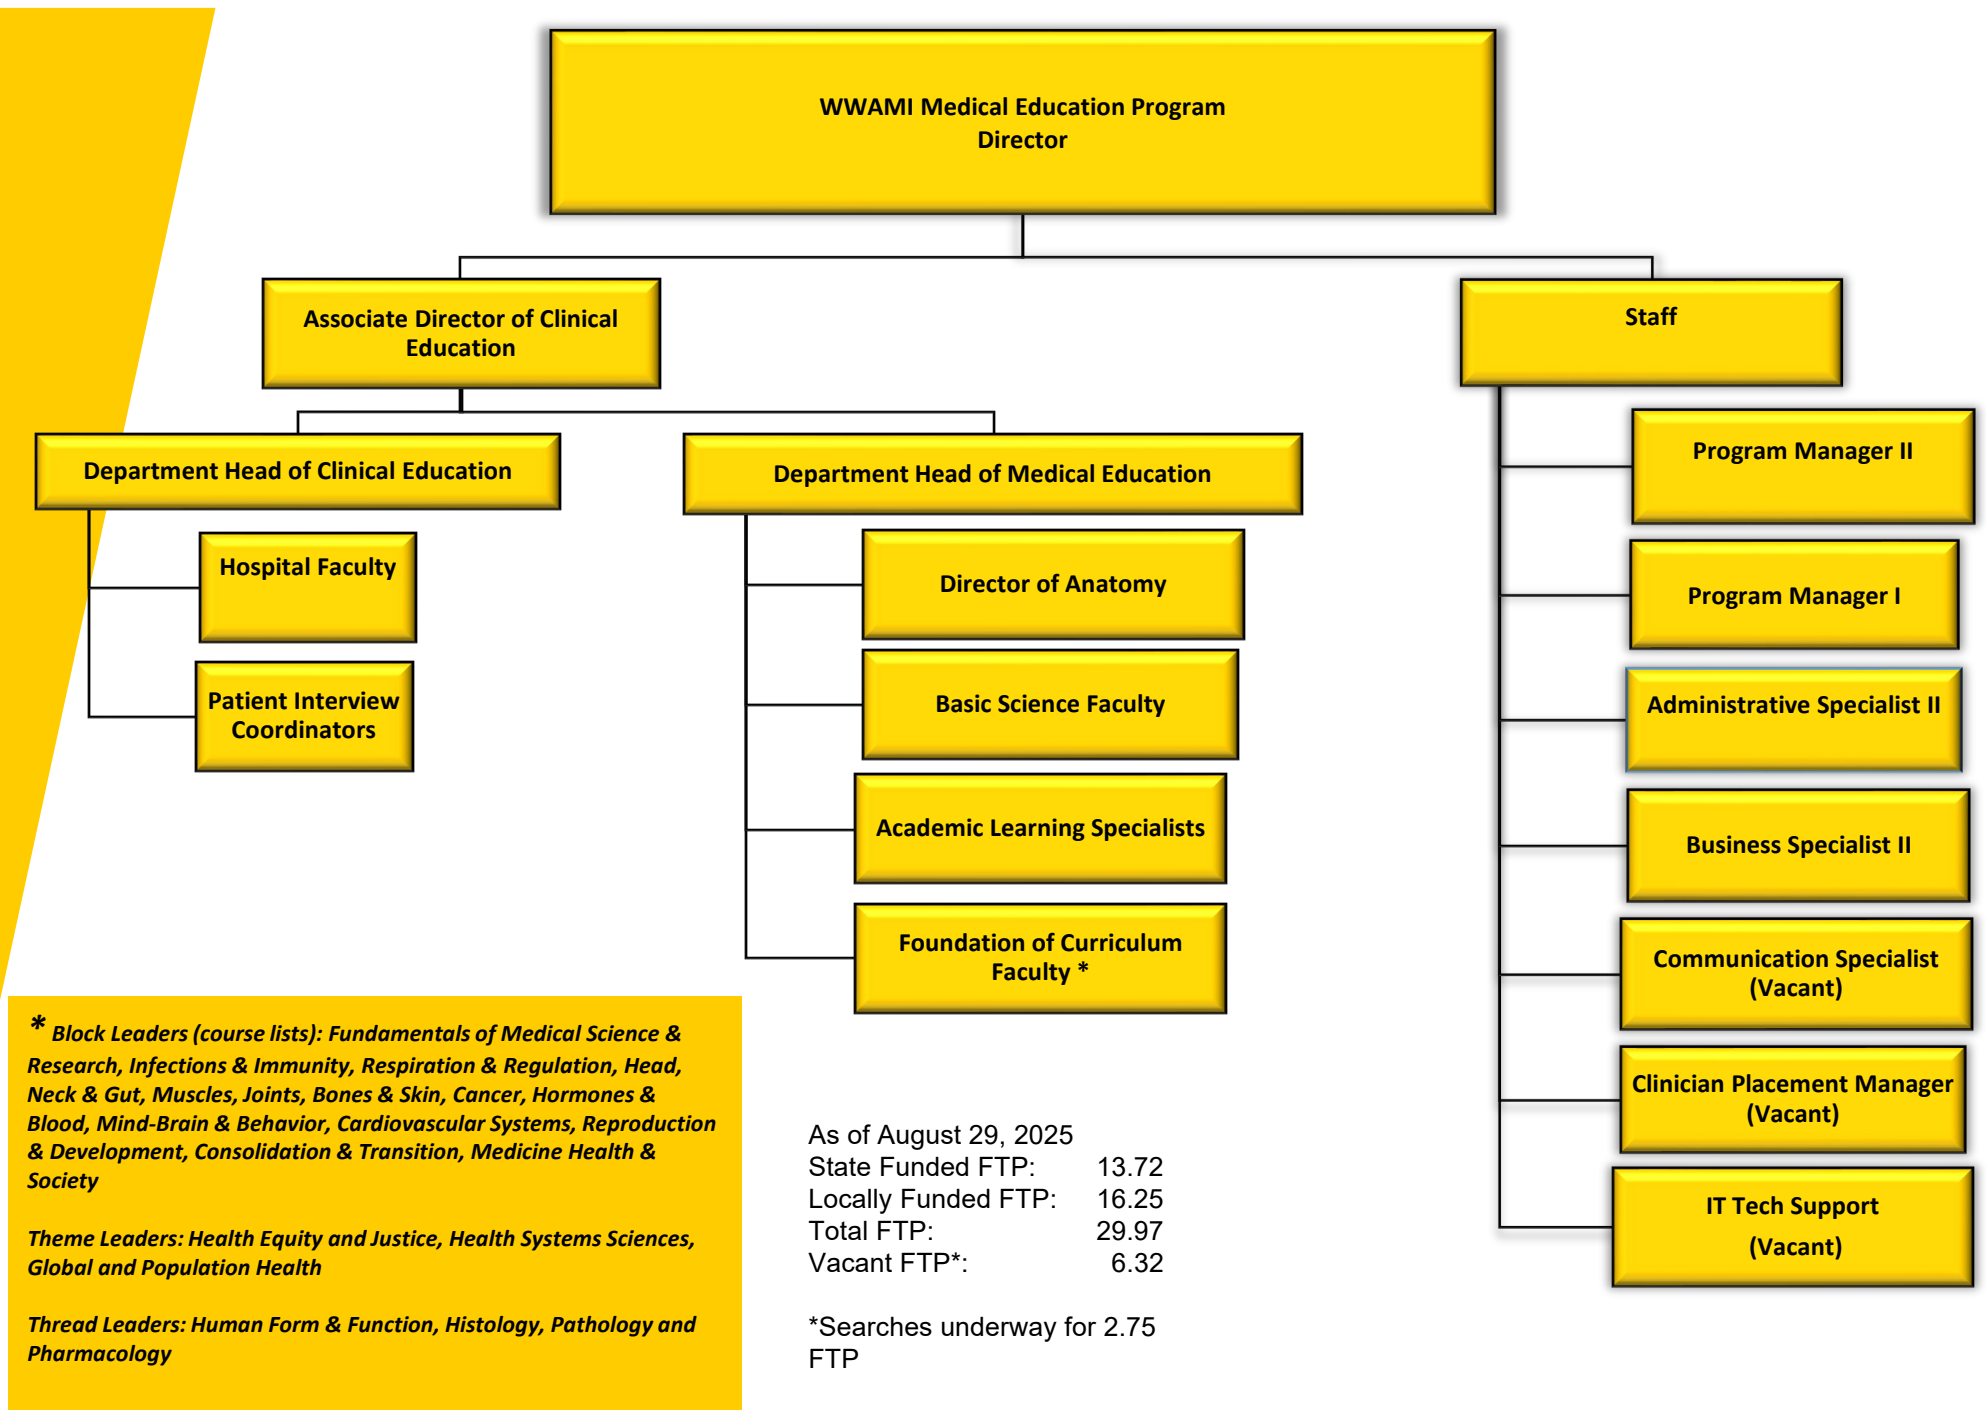 WWAMI Medical Education Program
Director
Associate Director of Clinical
Education
Staff
Department Head of Clinical Education
Hospital Faculty
Patient Interview
Coordinators
Department Head of Medical Education
Director of Anatomy
Basic Science Faculty
Academic Learning Specialists
Foundation of Curriculum
Faculty *
Program Manager II
Program Manager I
Administrative Specialist II
Business Specialist II
Communication Specialist
(Vacant)
Clinician Placement Manager
(Vacant)
IT Tech Support
(Vacant)
* Block Leaders (course lists): Fundamentals of Medical Science &
Research, Infections & Immunity, Respiration & Regulation, Head,
Neck & Gut, Muscles, Joints, Bones & Skin, Cancer, Hormones &
Blood, Mind-Brain & Behavior, Cardiovascular Systems, Reproduction
& Development, Consolidation & Transition, Medicine Health &
Society
Theme Leaders: Health Equity and Justice, Health Systems Sciences,
Global and Population Health
Thread Leaders: Human Form & Function, Histology, Pathology and
Pharmacology
As of August 29, 2025
State Funded FTP: 13.72
Locally Funded FTP: 16.25
Total FTP: 29.97
Vacant FTP*: 6.32
*Searches underway for 2.75
FTP